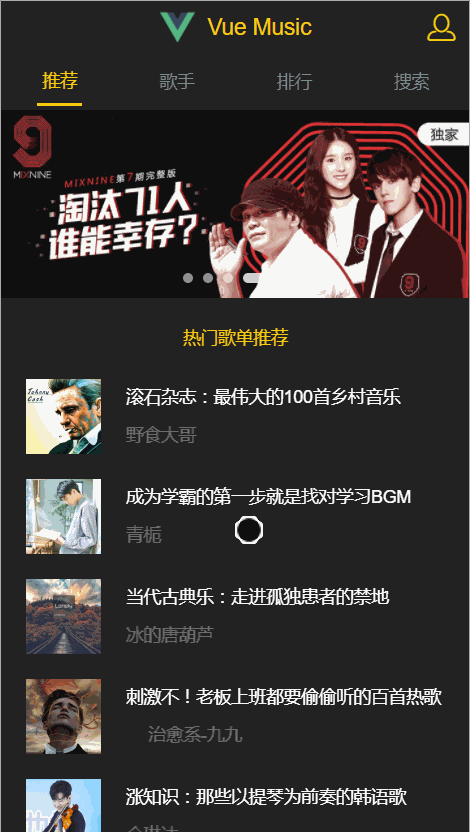 Vue Music
推荐
歌手
排行
搜索
独家
MIXNINE
MIXNINE第7期完整版
淘汰71人
谁能幸存?
热门歌单推荐
Johnny
Cash
滚石杂志：最伟大的100首乡村音乐
野食大哥
成为学霸的第一步就是找对学习BGM
青栀
Lonely
当代古典乐：走进孤独患者的禁地
冰的唐葫芦
刺激不！老板上班都要偷偷听的百首热歌
治愈系-九九
涨知识：那些以提琴为前奏的韩语歌